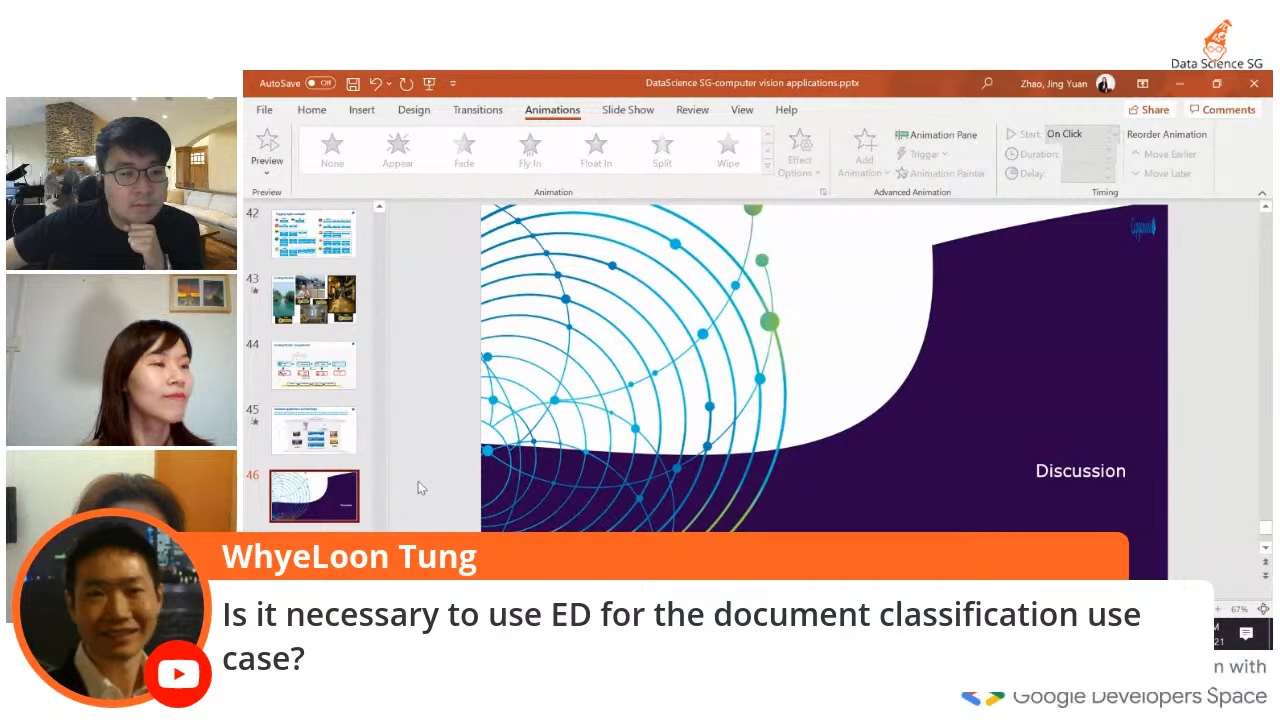 Data Science SG
AutoSave Off
DataScience SG-computer vision applications.pptx
Zhao, Jing Yuan
File Home Insert Design Transitions Animations Slide Show Review View Help
Share Comments
Preview
None Appear Fade Fly In Float In Split Wipe
Effect
Options
Add
Animation
Animation Pane
Trigger
Animation Painter
Start: On Click
Duration:
Delay:
Reorder Animation
Move Earlier
Move Later
Preview
Animation
Advanced Animation
Timing
42
43
44
45
46
Discussion
WhyeLoon Tung
Is it necessary to use ED for the document classification use
case?
67%
M
21
n with
Google Developers Space